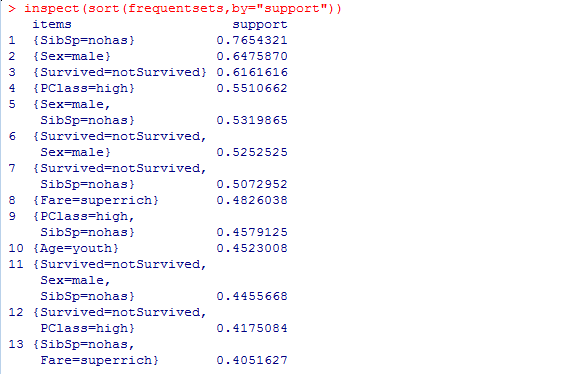 > inspect(sort(frequentsets,by="support"))
items support
1 {SibSp=nohas} 0.7654321
2 {Sex=male} 0.6475870
3 {Survived=notSurvived} 0.6161616
4 {PClass=high} 0.5510662
5 {Sex=male,
SibSp=nohas} 0.5319865
6 {Survived=notSurvived,
Sex=male} 0.5252525
7 {Survived=notSurvived,
SibSp=nohas} 0.5072952
8 {Fare=superrich} 0.4826038
9 {PClass=high,
SibSp=nohas} 0.4579125
10 {Age=youth} 0.4523008
11 {Survived=notSurvived,
Sex=male,
SibSp=nohas} 0.4455668
12 {Survived=notSurvived,
PClass=high} 0.4175084
13 {SibSp=nohas,
Fare=superrich} 0.4051627